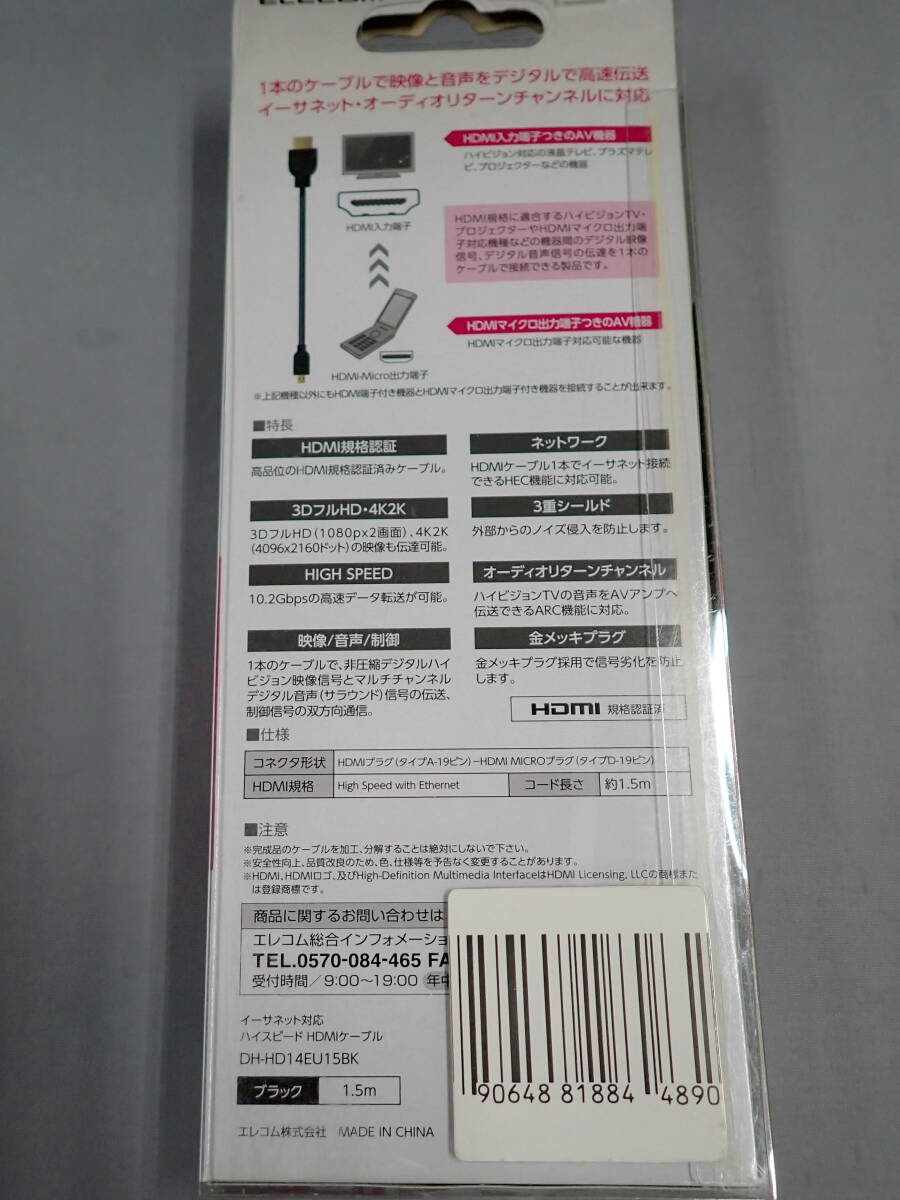 ELECOM
1本のケーブルで映像と音声をデジタルで高速伝送
イーサネット・オーディオリターンチャンネルに対応
HDMI入力端子つきのAV機器
ハイビジョン対応の液晶テレビ、プラズマテレ
ビ、プロジェクターなどの機器
HDMI入力端子
HDMI規格に適合するハイビジョンTV・
プロジェクターやHDMIマイクロ出力端
子対応機種などの機器間のデジタル映像
信号、デジタル音声信号の伝達を1本の
ケーブルで接続できる製品です。
HDMIマイクロ出力端子つきのAV機器
HDMIマイクロ出力端子対応可能な機器
HDMI-Micro出力端子
※上記機種以外にもHDMI端子付き機器とHDMIマイクロ出力端子付き機器を接続することが出来ます。
■特長
HDMI規格認証
高品位のHDMI規格認証済みケーブル。
ネットワーク
HDMIケーブル1本でイーサネット接続
できるHEC機能に対応可能。
3DフルHD・4K2K
3DフルHD(1080px2画面)、4K2K
(4096x2160ドット)の映像も伝達可能。
3重シールド
外部からのノイズ侵入を防止します。
HIGH SPEED
10.2Gbpsの高速データ転送が可能。
オーディオリターンチャンネル
ハイビジョンTVの音声をAVアンプへ
伝送できるARC機能に対応。
映像/音声/制御
1本のケーブルで、非圧縮デジタルハイ
ビジョン映像信号とマルチチャンネル
デジタル音声(サラウンド)信号の伝送、
制御信号の双方向通信。
金メッキプラグ
金メッキプラグ採用で信号劣化を防止
します。
HDMI 規格認証済
■仕様
コネクタ形状 HDMIプラグ(タイプA-19ピン)−HDMI MICROプラグ(タイプD-19ピン)
HDMI規格 High Speed with Ethernet コード長さ 約1.5m
■注意
※完成品のケーブルを加工、分解することは絶対にしないで下さい。
※安全性向上、品質改良のため、色、仕様等を予告なく変更することがあります。
※HDMI、HDMIロゴ、及びHigh-Definition Multimedia InterfaceはHDMI Licensing, LLCの商標また
は登録商標です。
商品に関するお問い合わせは
エレコム総合インフォメーショ
TEL.0570-084-465 FA
受付時間/9:00〜19:00 年中
イーサネット対応
ハイスピード HDMIケーブル
DH-HD14EU15BK
ブラック 1.5m
エレコム株式会社 MADE IN CHINA
90648 81884 4890